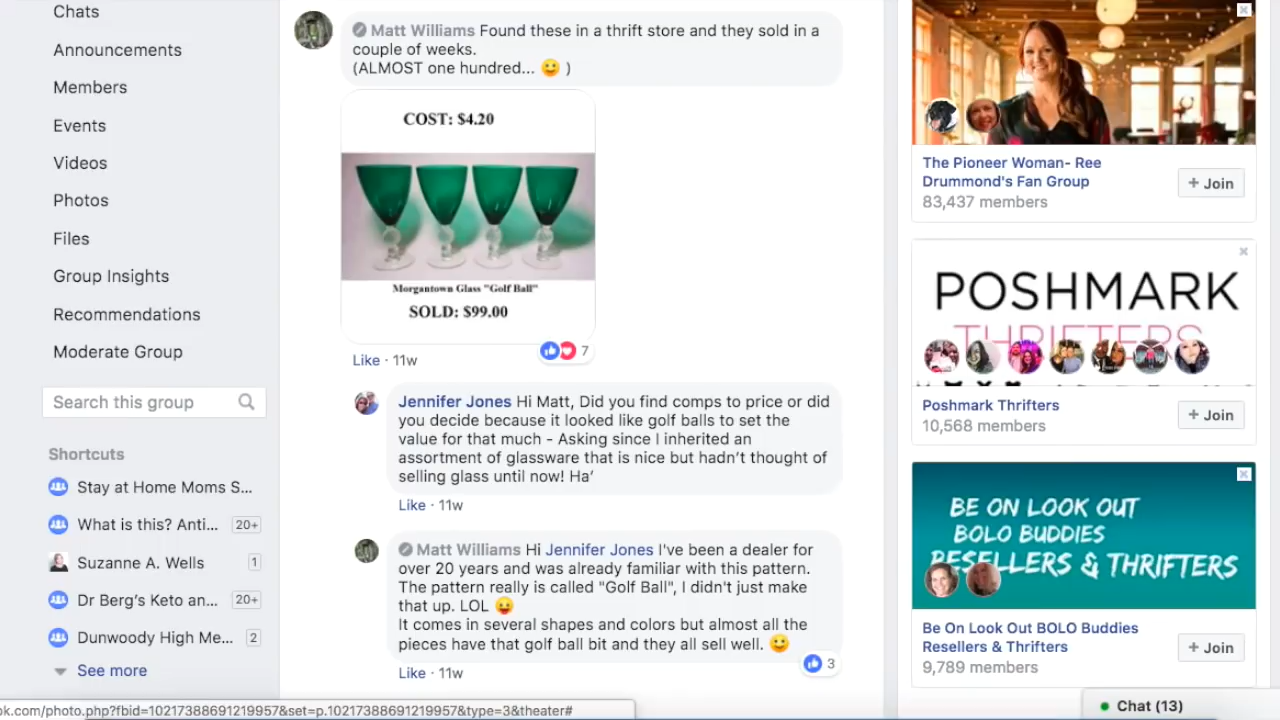 Chats
Announcements
Members
Events
Videos
Photos
Files
Group Insights
Recommendations
Moderate Group
Search this group
Shortcuts
Stay at Home Moms S...
What is this? Anti... 20+
Suzanne A. Wells 1
Dr Berg's Keto an... 20+
Dunwoody High Me... 2
See more
ok.com/photo.php?fbid=10217388691219957&set=p.10217388691219957&type=3&theater#
Matt Williams Found these in a thrift store and they sold in a
couple of weeks.
(ALMOST one hundred... 😉 )
COST: $4.20
Morgantown Glass "Golf Ball"
SOLD: $99.00
Like · 11w
7
Jennifer Jones Hi Matt, Did you find comps to price or did
you decide because it looked like golf balls to set the
value for that much - Asking since I inherited an
assortment of glassware that is nice but hadn't thought of
selling glass until now! Ha'
Like · 11w
Matt Williams Hi Jennifer Jones I've been a dealer for
over 20 years and was already familiar with this pattern.
The pattern really is called "Golf Ball", I didn't just make
that up. LOL 😛
It comes in several shapes and colors but almost all the
pieces have that golf ball bit and they all sell well. 😉
3
Like · 11w
The Pioneer Woman- Ree
Drummond's Fan Group
83,437 members
+ Join
POSHMARK
THRIFTERS
Poshmark Thrifters
10,568 members
+ Join
BE ON LOOK OUT
BOLO BUDDIES
RESELLERS & THRIFTERS
Be On Look Out BOLO Buddies
Resellers & Thrifters
9,789 members
+ Join
Chat (13)